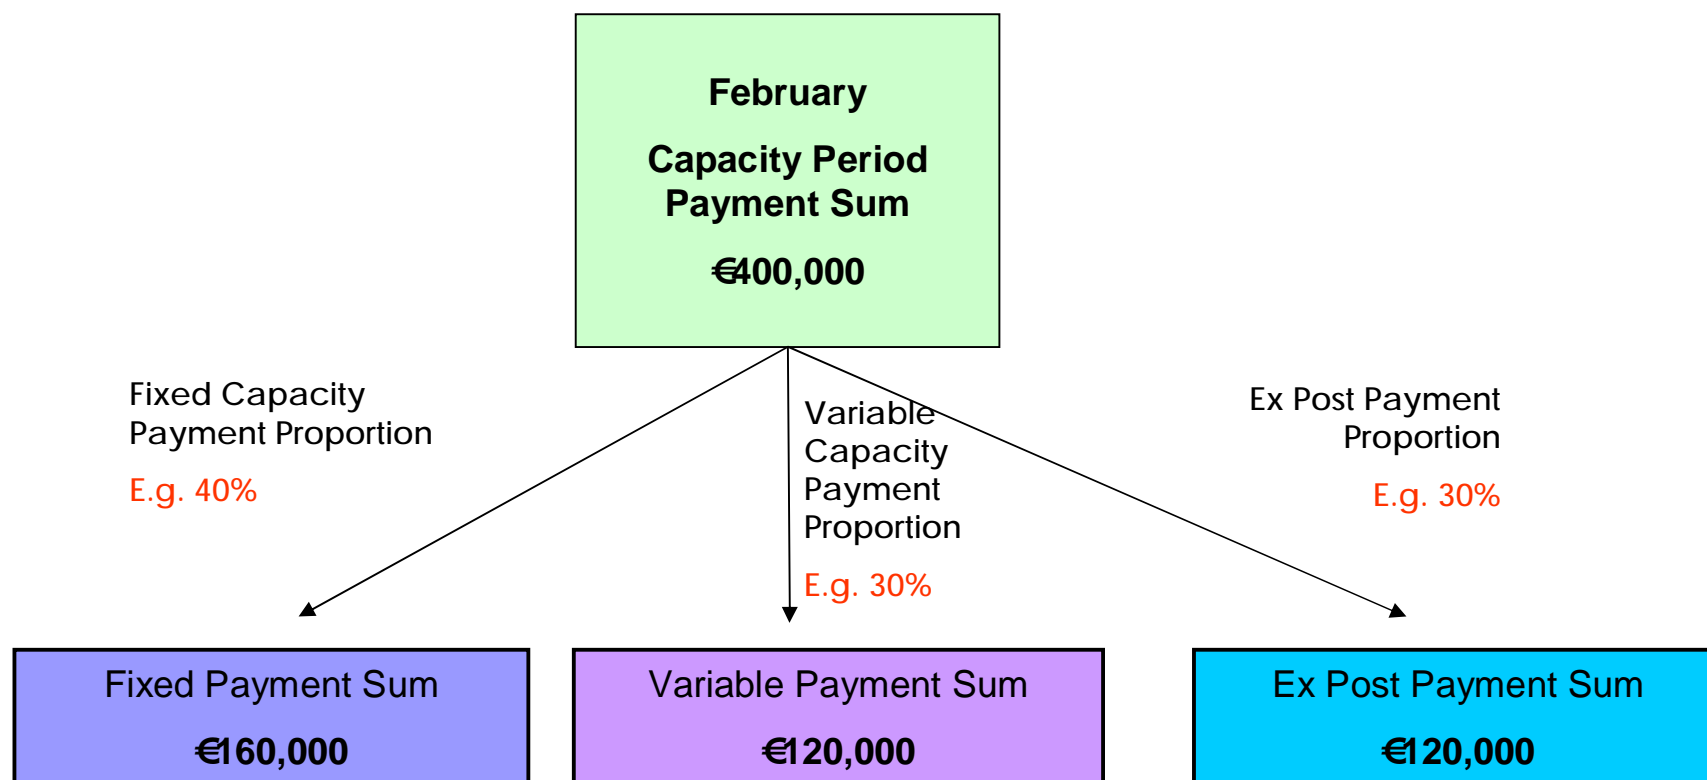 February
Capacity Period
Payment Sum
€400,000
Fixed Capacity
Payment Proportion
E.g. 40%
Variable
Capacity
Payment
Proportion
E.g. 30%
Ex Post Payment
Proportion
E.g. 30%
Fixed Payment Sum
€160,000
Variable Payment Sum
€120,000
Ex Post Payment Sum
€120,000